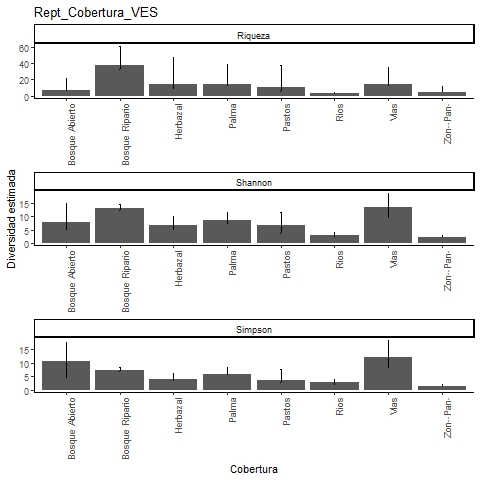 Rept_Cobertura_VES
Riqueza
60
40
20
0
Bosque Abierto
Bosque Ripario
Herbazal
Palma
Pastos
Rios
Vias
Zon--Pan-
Diversidad estimada
Shannon
15
10
5
0
Bosque Abierto
Bosque Ripario
Herbazal
Palma
Pastos
Rios
Vias
Zon--Pan-
Simpson
15
10
5
0
Bosque Abierto
Bosque Ripario
Herbazal
Palma
Pastos
Rios
Vias
Zon--Pan-
Cobertura